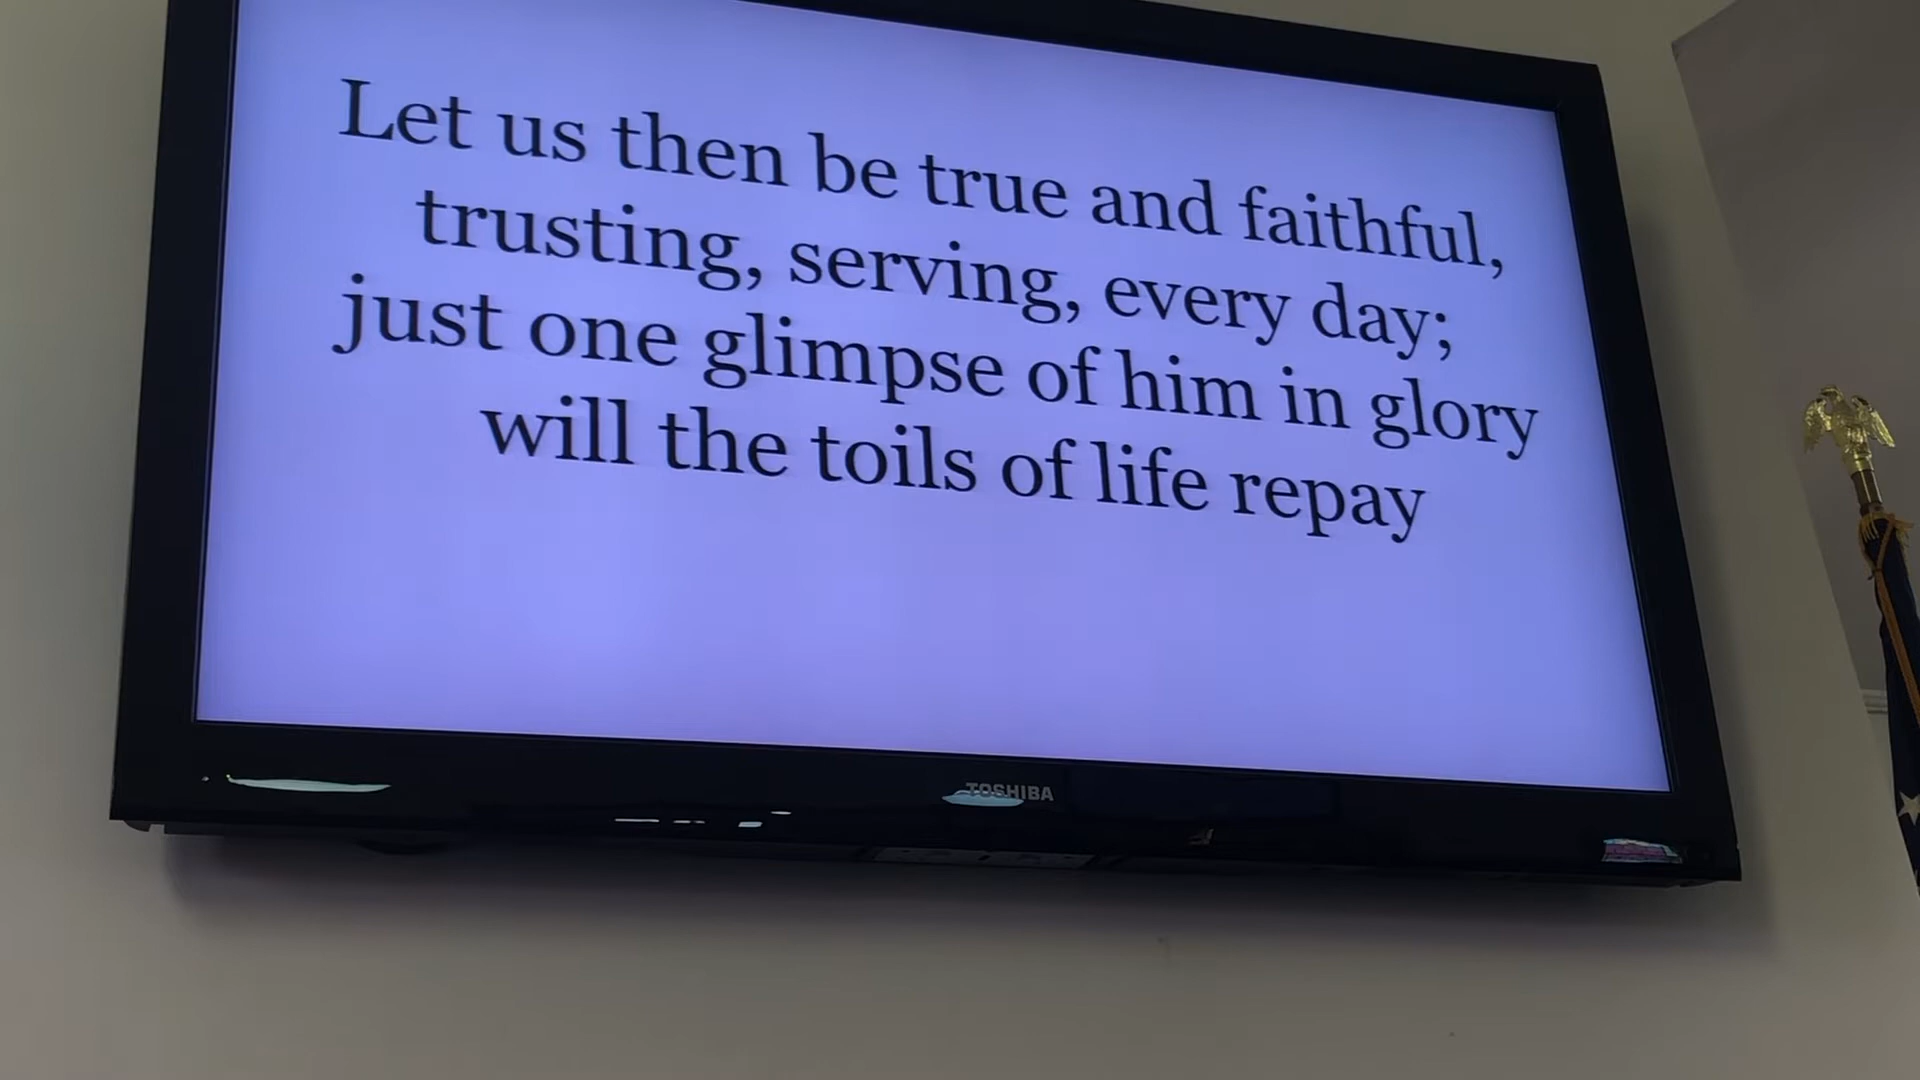 Let us then be true and faithful,
trusting, serving, every day;
just one glimpse of him in glory
will the toils of life repay
TOSHIBA